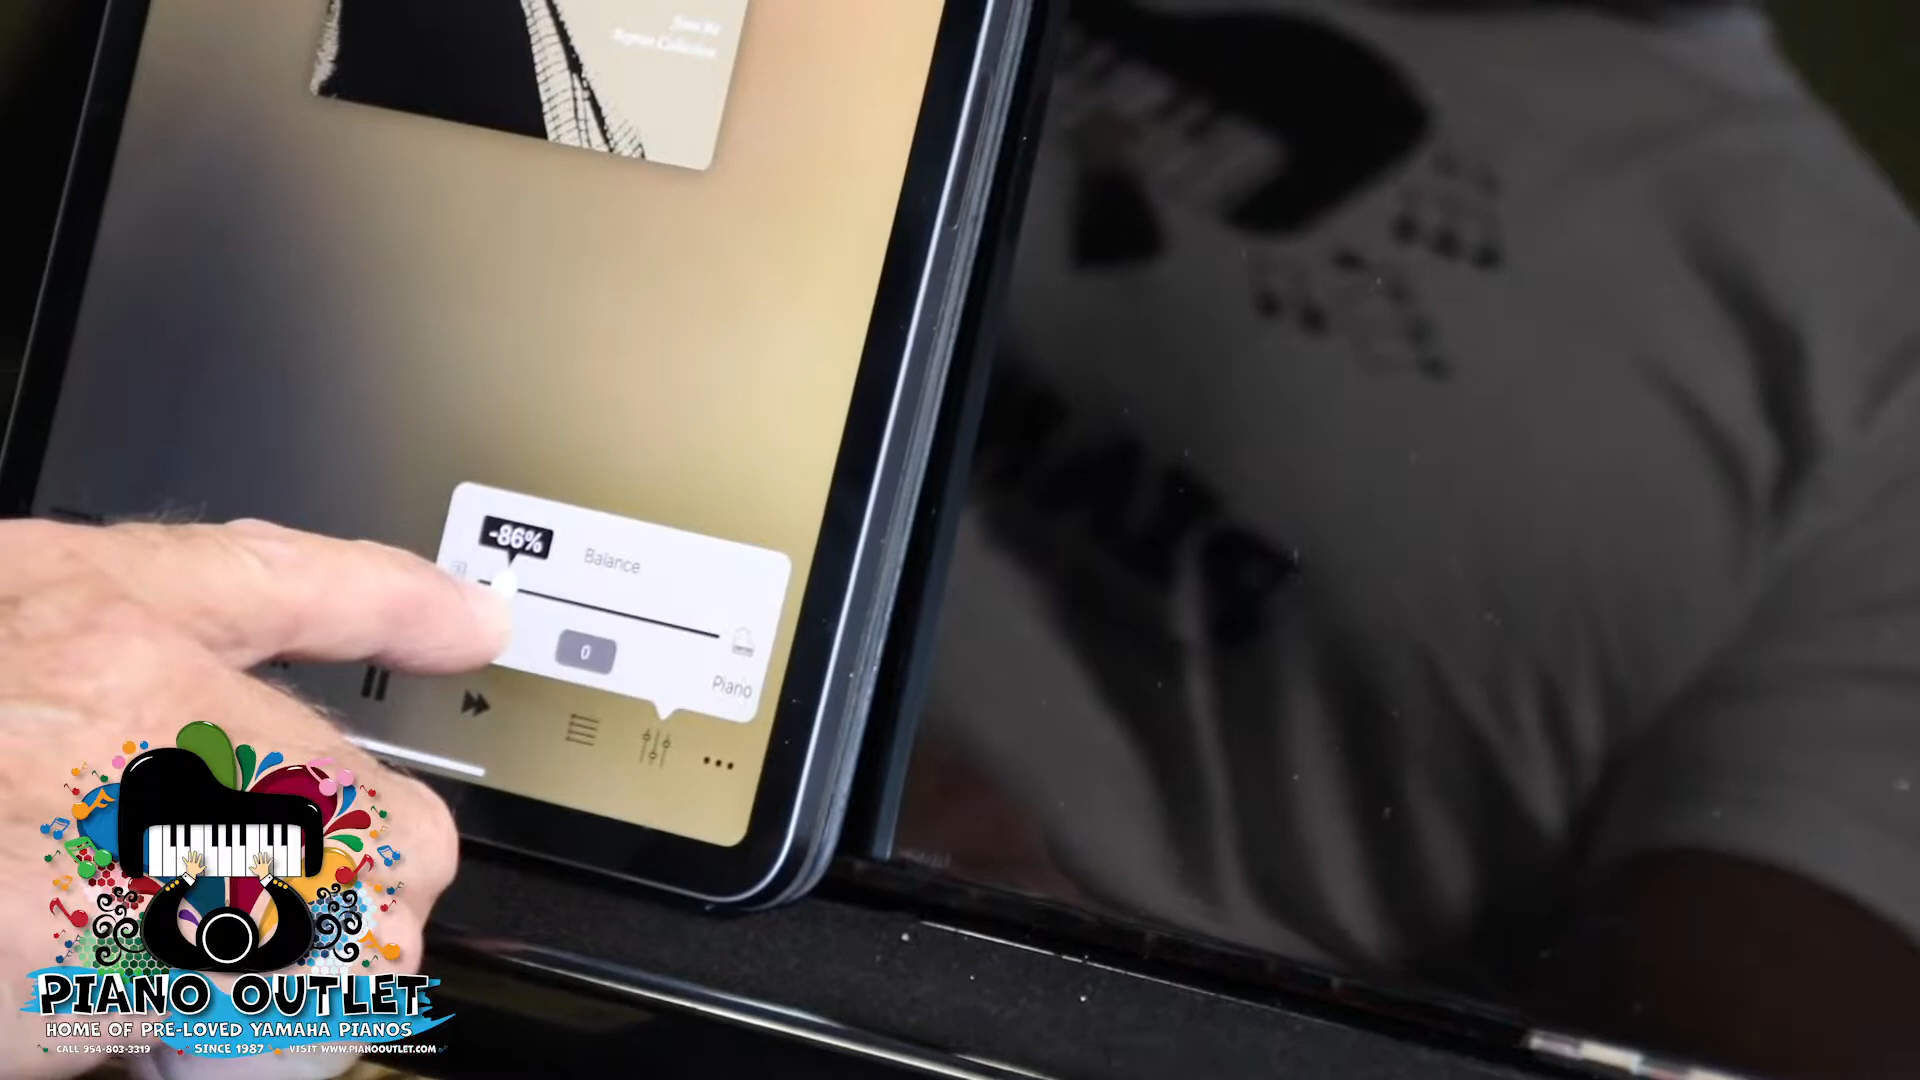 -86%
Balance
0
Piano
PIANO OUTLET
HOME OF PRE-LOVED YAMAHA PIANOS
CALL 954-803-3319 SINCE 1987 VISIT WWW.PIANOOUTLET.COM